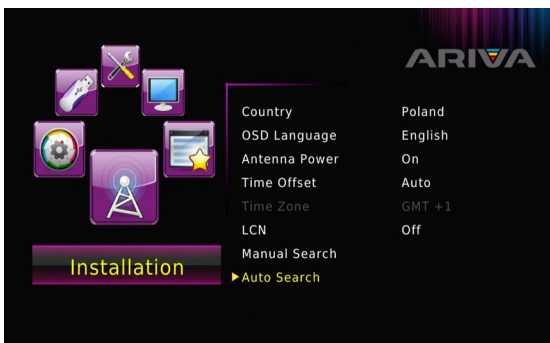 ARIVA
Country Poland
OSD Language English
Antenna Power On
Time Offset Auto
Time Zone GMT +1
LCN Off
Manual Search
Auto Search
Installation